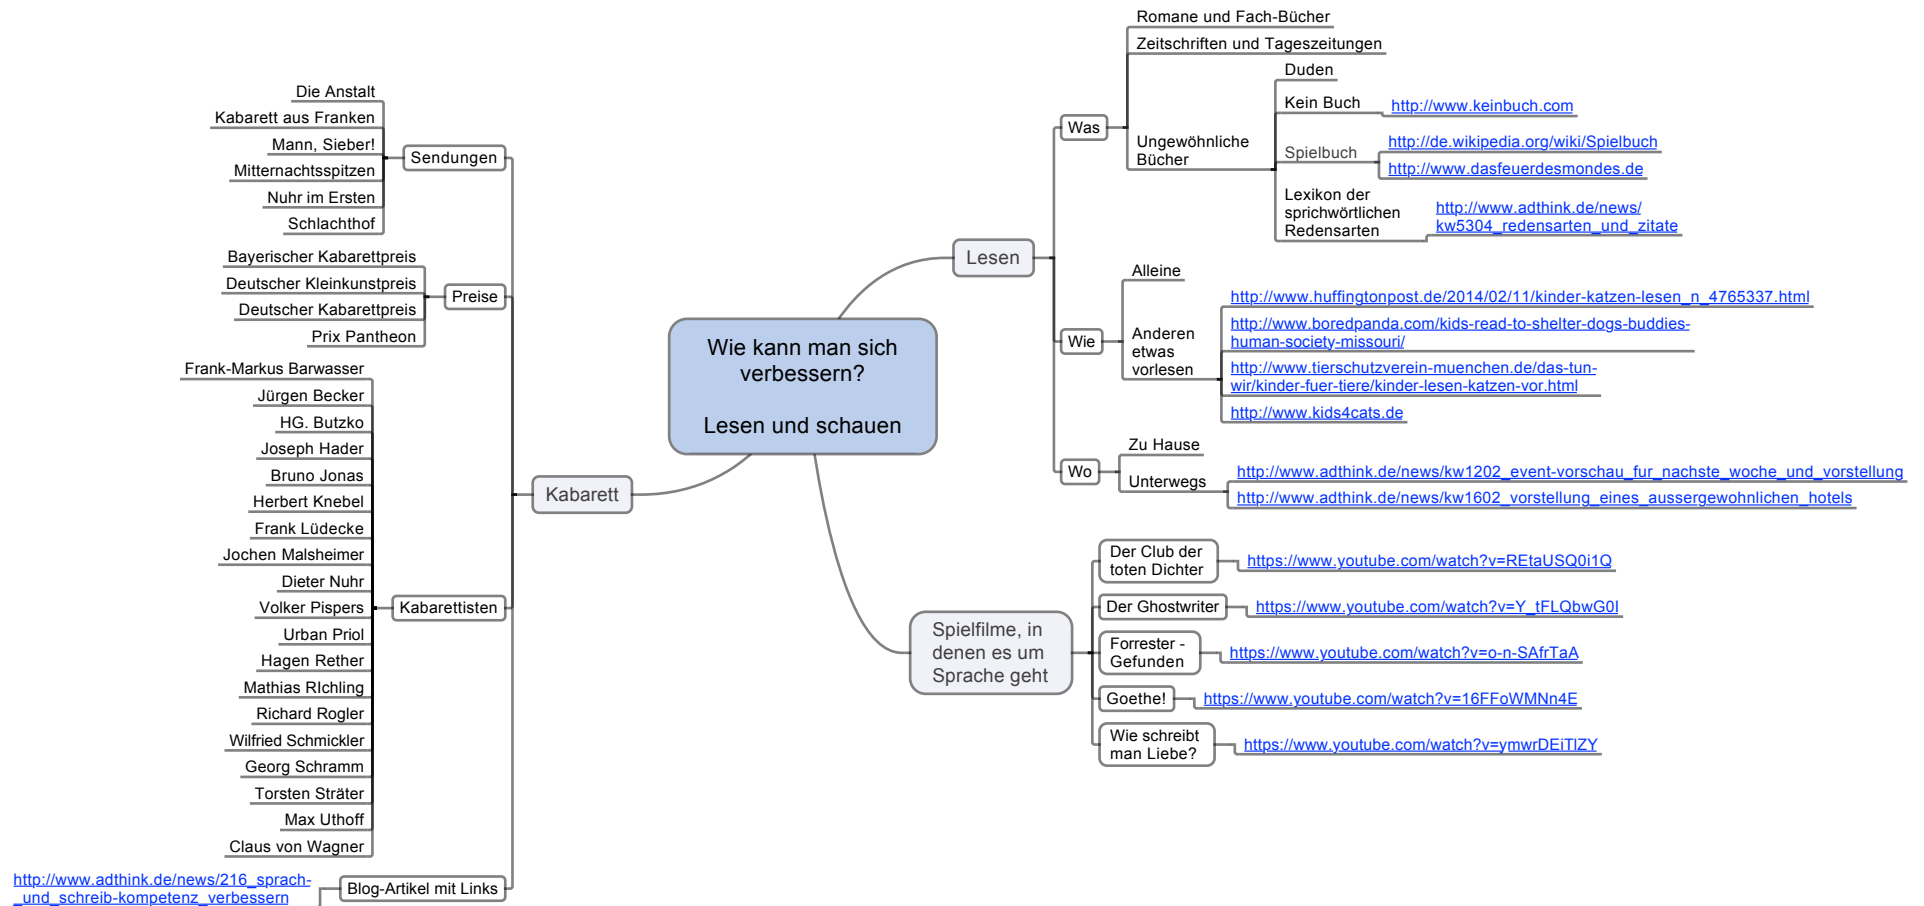 Wie kann man sich
verbessern?
Lesen und schauen
Lesen
Was
Romane und Fach-Bücher
Zeitschriften und Tageszeitungen
Ungewöhnliche
Bücher
Duden
Kein Buch
http://www.keinbuch.com
Spielbuch
http://de.wikipedia.org/wiki/Spielbuch
http://www.dasfeuerdesmondes.de
Lexikon der
sprichwörtlichen
Redensarten
http://www.adthink.de/news/
kw5304_redensarten_und_zitate
Wie
Alleine
Anderen
etwas
vorlesen
http://www.huffingtonpost.de/2014/02/11/kinder-katzen-lesen_n_4765337.html
http://www.boredpanda.com/kids-read-to-shelter-dogs-buddies-
human-society-missouri/
http://www.tierschutzverein-muenchen.de/das-tun-
wir/kinder-fuer-tiere/kinder-lesen-katzen-vor.html
http://www.kids4cats.de
Wo
Zu Hause
Unterwegs
http://www.adthink.de/news/kw1202_event-vorschau_fur_nachste_woche_und_vorstellung
http://www.adthink.de/news/kw1602_vorstellung_eines_aussergewohnlichen_hotels
Spielfilme, in
denen es um
Sprache geht
Der Club der
toten Dichter
https://www.youtube.com/watch?v=REtaUSQ0i1Q
Der Ghostwriter
https://www.youtube.com/watch?v=Y_tFLQbwG0I
Forrester -
Gefunden
https://www.youtube.com/watch?v=o-n-SAfrTaA
Goethe!
https://www.youtube.com/watch?v=16FFoWMNn4E
Wie schreibt
man Liebe?
https://www.youtube.com/watch?v=ymwrDEiTlZY
Kabarett
Sendungen
Die Anstalt
Kabarett aus Franken
Mann, Sieber!
Mitternachtsspitzen
Nuhr im Ersten
Schlachthof
Preise
Bayerischer Kabarettpreis
Deutscher Kleinkunstpreis
Deutscher Kabarettpreis
Prix Pantheon
Kabarettisten
Frank-Markus Barwasser
Jürgen Becker
HG. Butzko
Joseph Hader
Bruno Jonas
Herbert Knebel
Frank Lüdecke
Jochen Malsheimer
Dieter Nuhr
Volker Pispers
Urban Priol
Hagen Rether
Mathias RIchling
Richard Rogler
Wilfried Schmickler
Georg Schramm
Torsten Sträter
Max Uthoff
Claus von Wagner
Blog-Artikel mit Links
http://www.adthink.de/news/216_sprach-
_und_schreib-kompetenz_verbessern